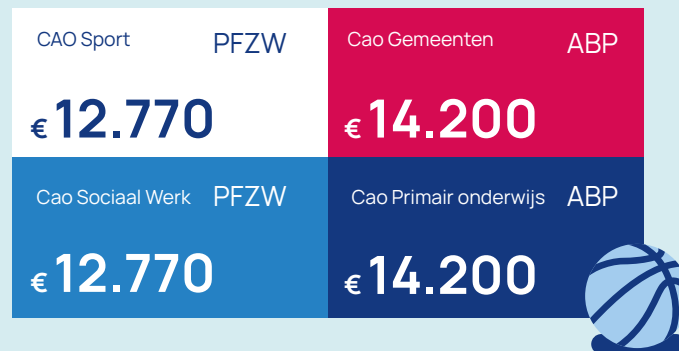 CAO Sport PFZW
€ 12.770
Cao Gemeenten ABP
€ 14.200
Cao Sociaal Werk PFZW
€ 12.770
Cao Primair onderwijs ABP
€ 14.200